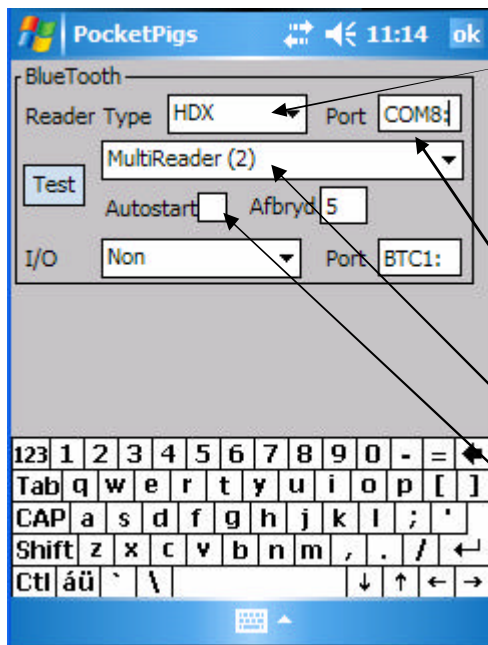 PocketPigs 11:14 ok
BlueTooth
Reader Type HDX Port COM8:
MultiReader (2)
Test
Autostart Afbryd 5
I/O Non Port BTC1:
123 1 2 3 4 5 6 7 8 9 0 - =
Tab q w e r t y u i o p [ ]
CAP a s d f g h j k l ; '
Shift z x c v b n m , . /
Ctl áü ` \